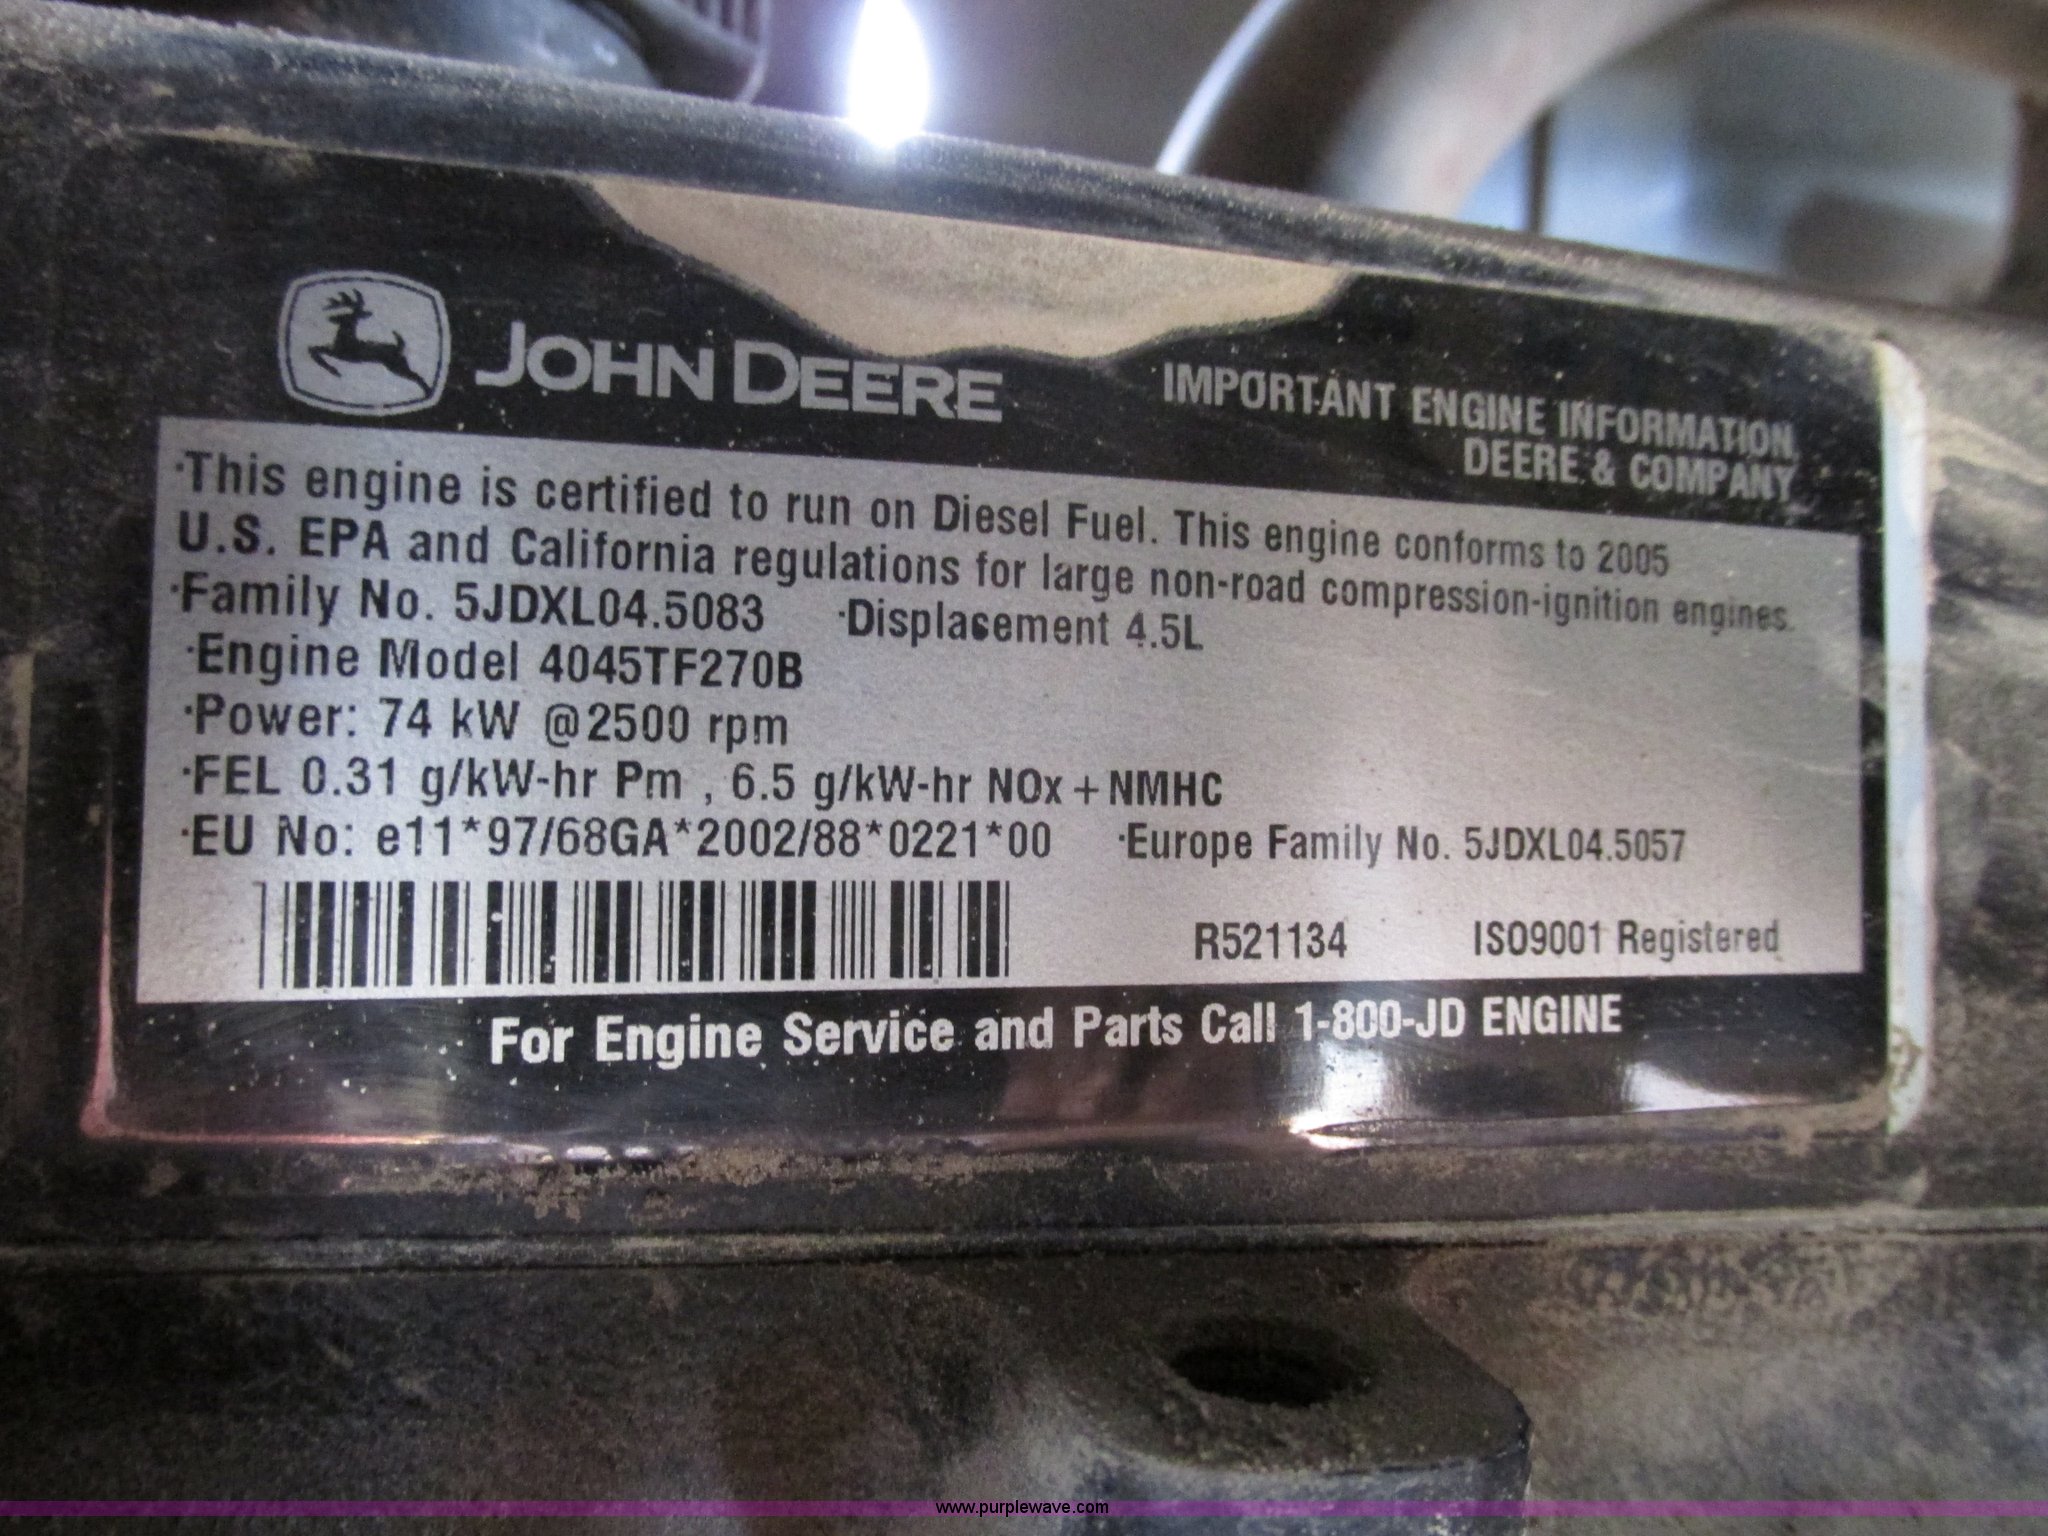 JOHN DEERE
IMPORTANT ENGINE INFORMATION
DEERE & COMPANY
·This engine is certified to run on Diesel Fuel. This engine conforms to 2005
U.S. EPA and California regulations for large non-road compression-ignition engines.
·Family No. 5JDXL04.5083 ·Displacement 4.5L
·Engine Model 4045TF270B
·Power: 74 kW @2500 rpm
·FEL 0.31 g/kW-hr Pm , 6.5 g/kW-hr NOx + NMHC
·EU No: e11*97/68GA*2002/88*0221*00 ·Europe Family No. 5JDXL04.5057
R521134 ISO9001 Registered
For Engine Service and Parts Call 1-800-JD ENGINE
www.purplewave.com